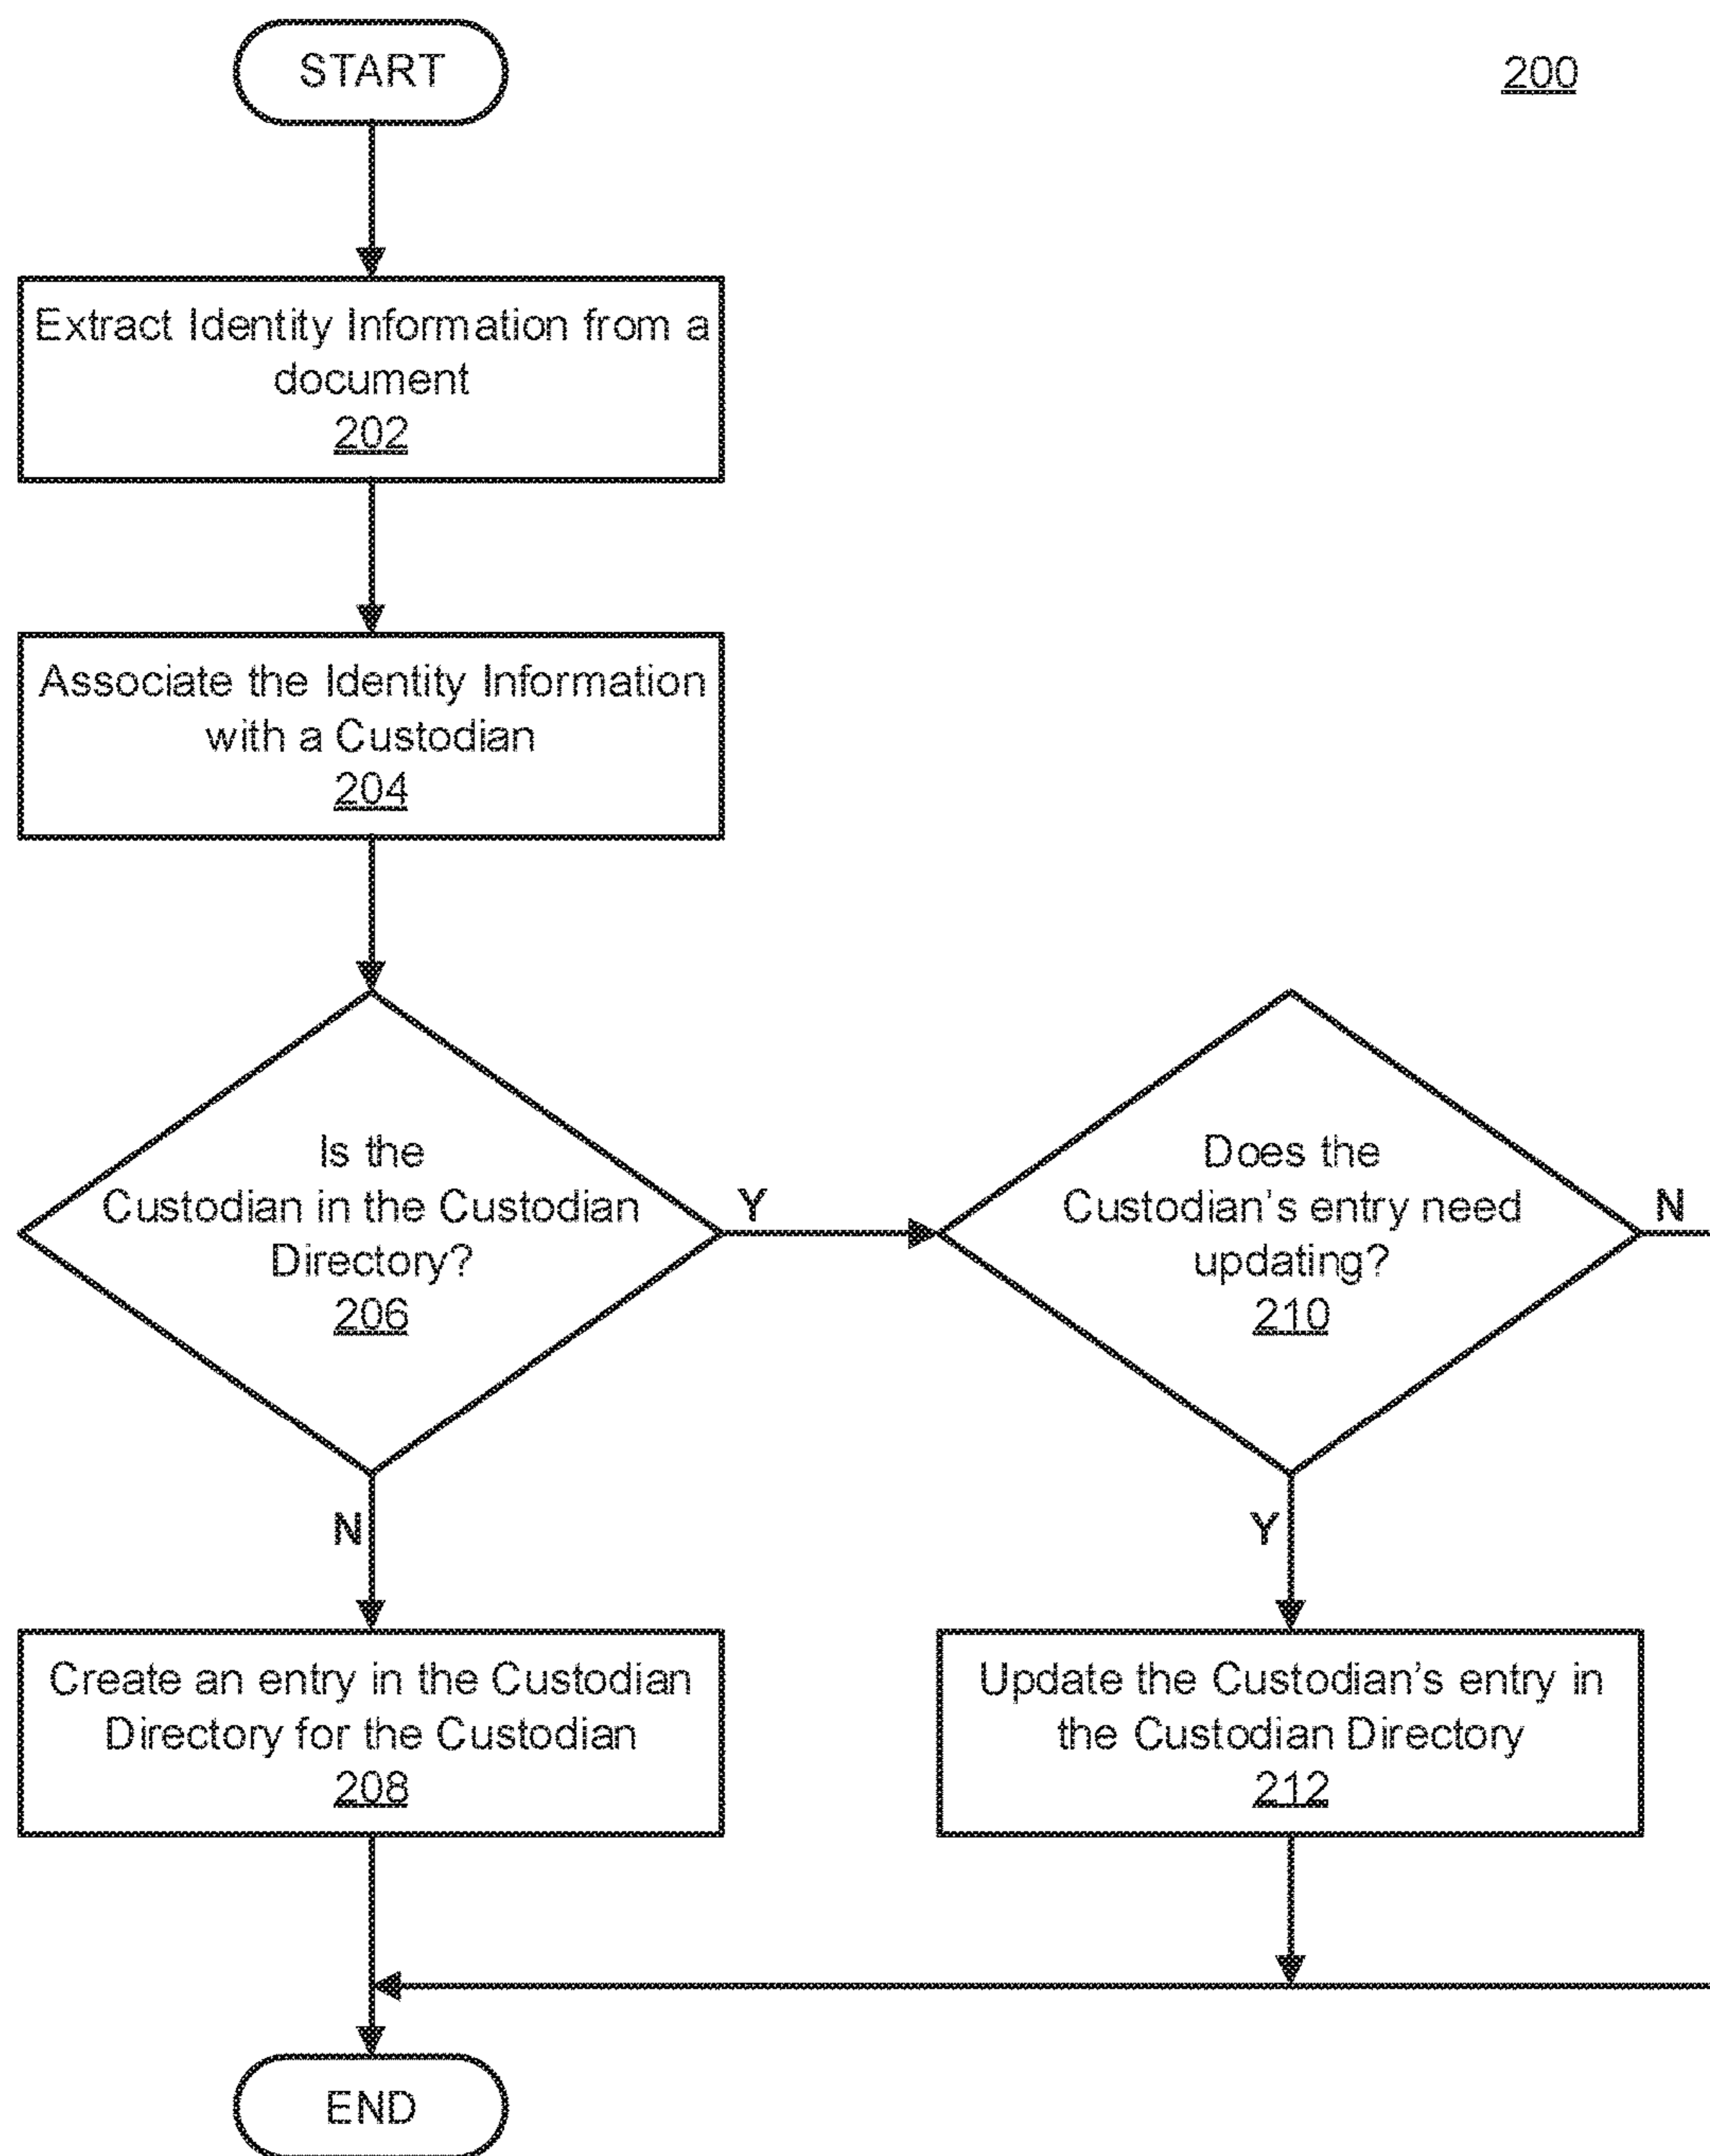 START
200
Extract Identity Information from a
document
202
Associate the Identity Information
with a Custodian
204
Is the
Custodian in the Custodian
Directory?
206
Y
N
Does the
Custodian's entry need
updating?
210
N
Y
Create an entry in the Custodian
Directory for the Custodian
208
Update the Custodian's entry in
the Custodian Directory
212
END